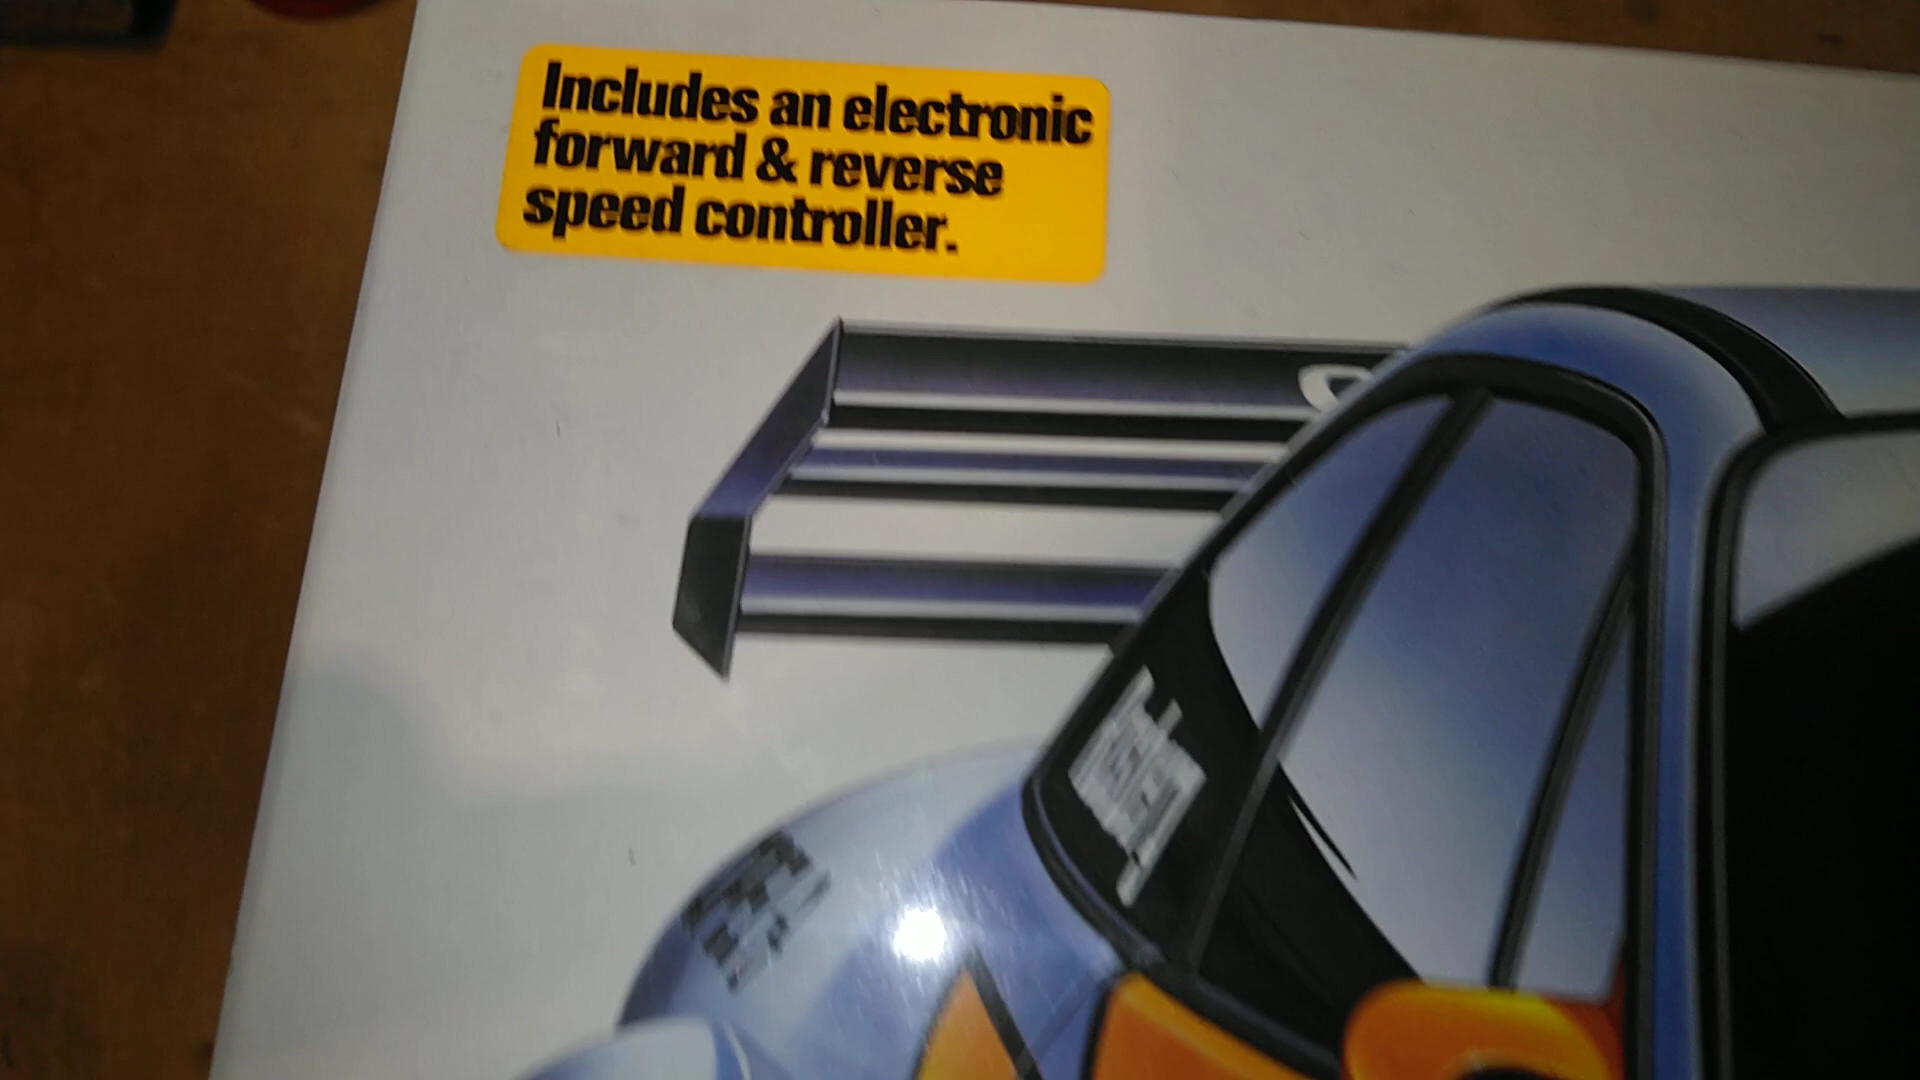 Includes an electronic
forward & reverse
speed controller.